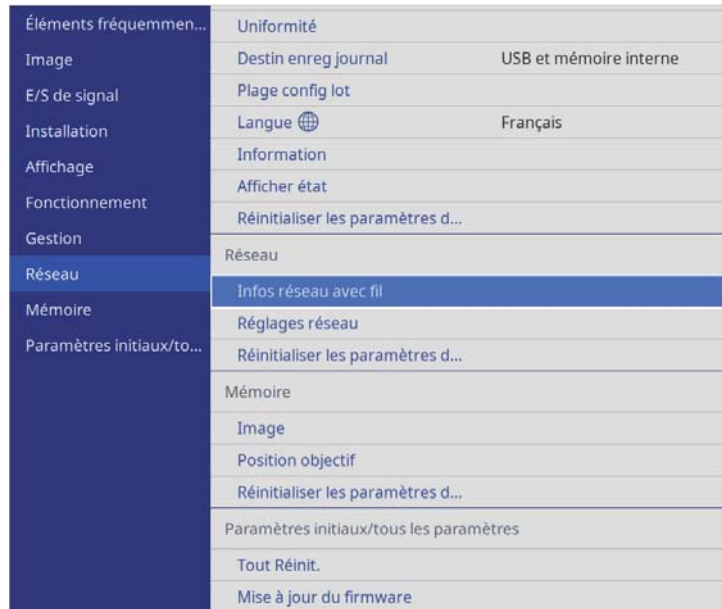 Éléments fréquemmen...
Image
E/S de signal
Installation
Affichage
Fonctionnement
Gestion
Réseau
Mémoire
Paramètres initiaux/to...
Uniformité
Destin enreg journal USB et mémoire interne
Plage config lot
Langue Français
Information
Afficher état
Réinitialiser les paramètres d...
Réseau
Infos réseau avec fil
Réglages réseau
Réinitialiser les paramètres d...
Mémoire
Image
Position objectif
Réinitialiser les paramètres d...
Paramètres initiaux/tous les paramètres
Tout Réinit.
Mise à jour du firmware